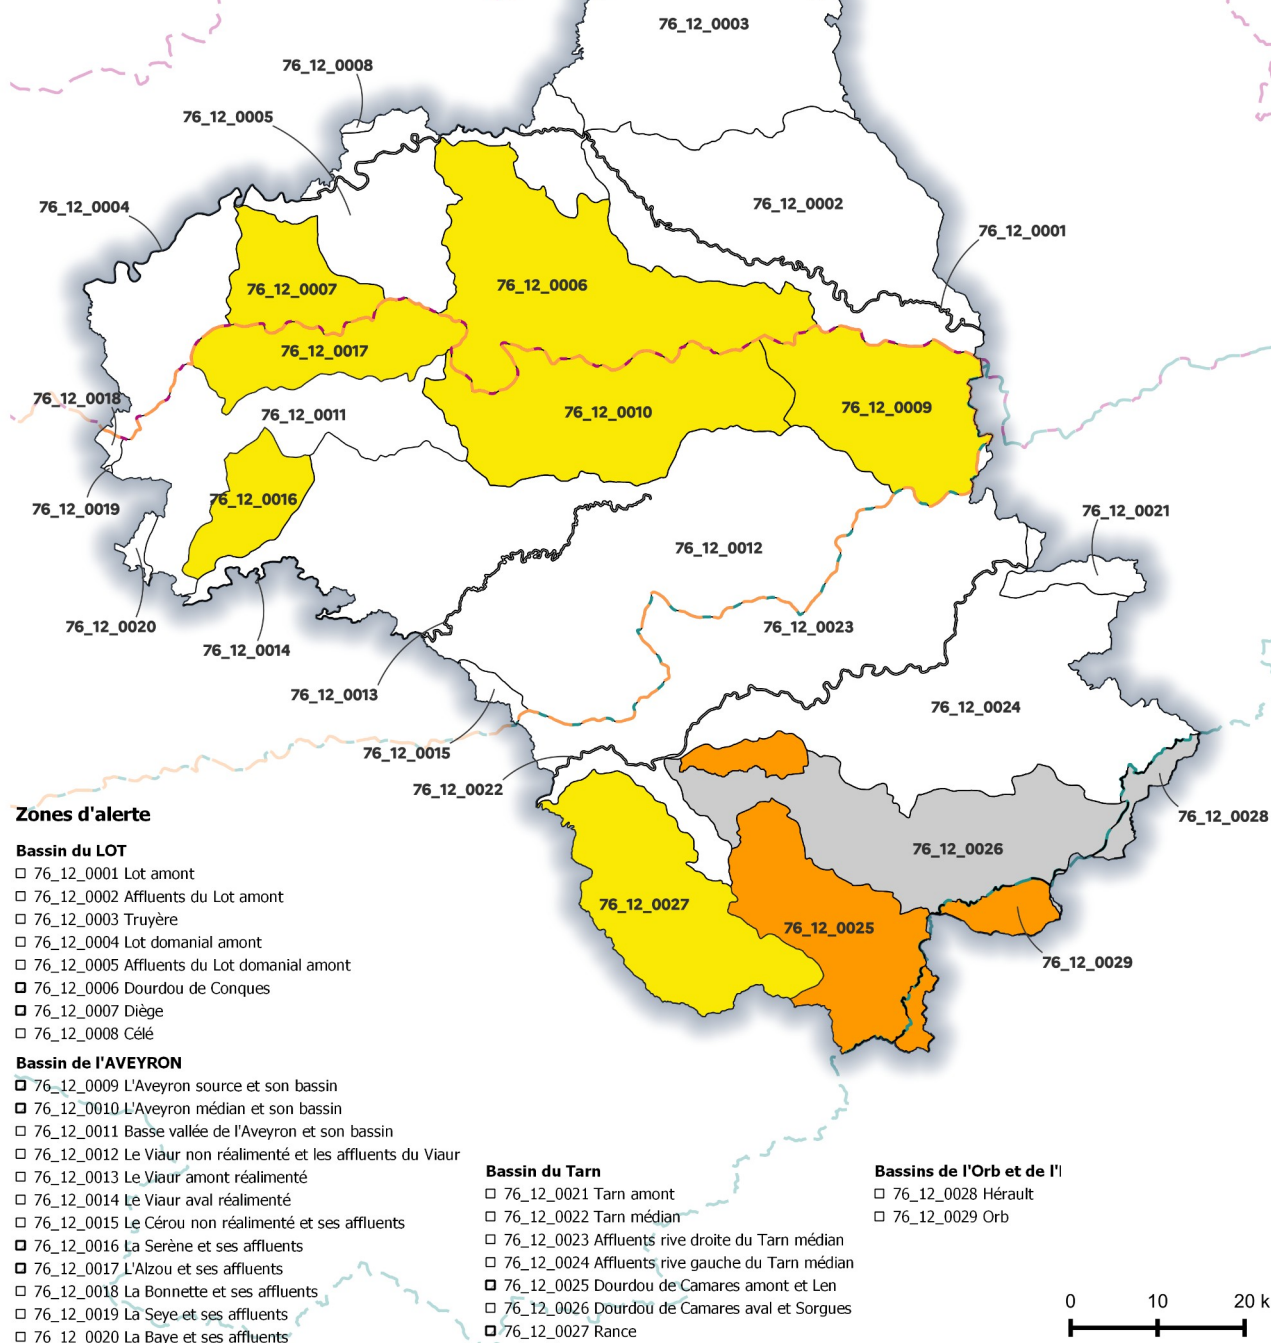 76_12_0003
76_12_0008
76_12_0005
76_12_0004
76_12_0002
76_12_0001
76_12_0007
76_12_0006
76_12_0017
76_12_0018
76_12_0011
76_12_0010
76_12_0009
76_12_0016
76_12_0019
76_12_0021
76_12_0012
76_12_0020
76_12_0023
76_12_0014
76_12_0013
76_12_0024
76_12_0015
76_12_0022
76_12_0028
76_12_0026
76_12_0027
76_12_0025
76_12_0029
Zones d'alerte
Bassin du LOT
76_12_0001 Lot amont
76_12_0002 Affluents du Lot amont
76_12_0003 Truyère
76_12_0004 Lot domanial amont
76_12_0005 Affluents du Lot domanial amont
76_12_0006 Dourdou de Conques
76_12_0007 Diège
76_12_0008 Célé
Bassin de l'AVEYRON
76_12_0009 L'Aveyron source et son bassin
76_12_0010 L'Aveyron médian et son bassin
76_12_0011 Basse vallée de l'Aveyron et son bassin
76_12_0012 Le Viaur non réalimenté et les affluents du Viaur
76_12_0013 Le Viaur amont réalimenté
76_12_0014 Le Viaur aval réalimenté
76_12_0015 Le Cérou non réalimenté et ses affluents
76_12_0016 La Serène et ses affluents
76_12_0017 L'Alzou et ses affluents
76_12_0018 La Bonnette et ses affluents
76_12_0019 La Seye et ses affluents
76_12_0020 La Baye et ses affluents
Bassin du Tarn
76_12_0021 Tarn amont
76_12_0022 Tarn médian
76_12_0023 Affluents rive droite du Tarn médian
76_12_0024 Affluents rive gauche du Tarn médian
76_12_0025 Dourdou de Camares amont et Len
76_12_0026 Dourdou de Camares aval et Sorgues
76_12_0027 Rance
Bassins de l'Orb et de l'
76_12_0028 Hérault
76_12_0029 Orb
0 10 20 k